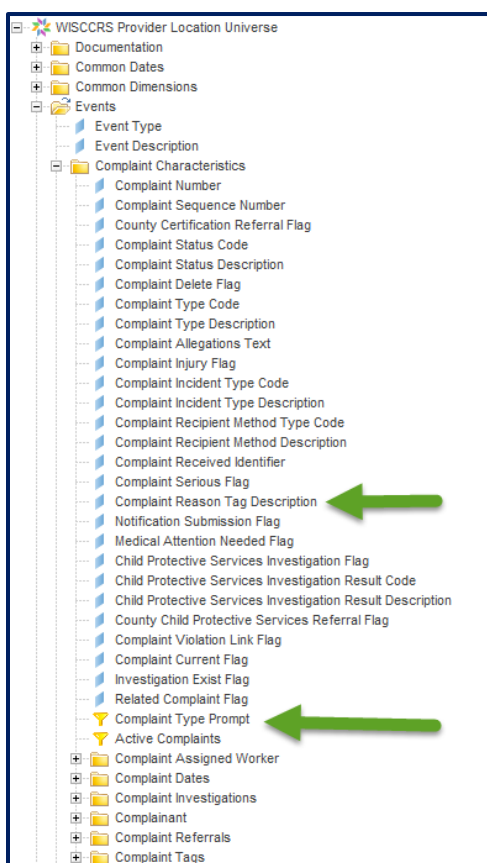 WISCCRS Provider Location Universe
Documentation
Common Dates
Common Dimensions
Events
Event Type
Event Description
Complaint Characteristics
Complaint Number
Complaint Sequence Number
County Certification Referral Flag
Complaint Status Code
Complaint Status Description
Complaint Delete Flag
Complaint Type Code
Complaint Type Description
Complaint Allegations Text
Complaint Injury Flag
Complaint Incident Type Code
Complaint Incident Type Description
Complaint Recipient Method Type Code
Complaint Recipient Method Description
Complaint Received Identifier
Complaint Serious Flag
Complaint Reason Tag Description
Notification Submission Flag
Medical Attention Needed Flag
Child Protective Services Investigation Flag
Child Protective Services Investigation Result Code
Child Protective Services Investigation Result Description
County Child Protective Services Referral Flag
Complaint Violation Link Flag
Complaint Current Flag
Investigation Exist Flag
Related Complaint Flag
Complaint Type Prompt
Active Complaints
Complaint Assigned Worker
Complaint Dates
Complaint Investigations
Complainant
Complaint Referrals
Complaint Tags